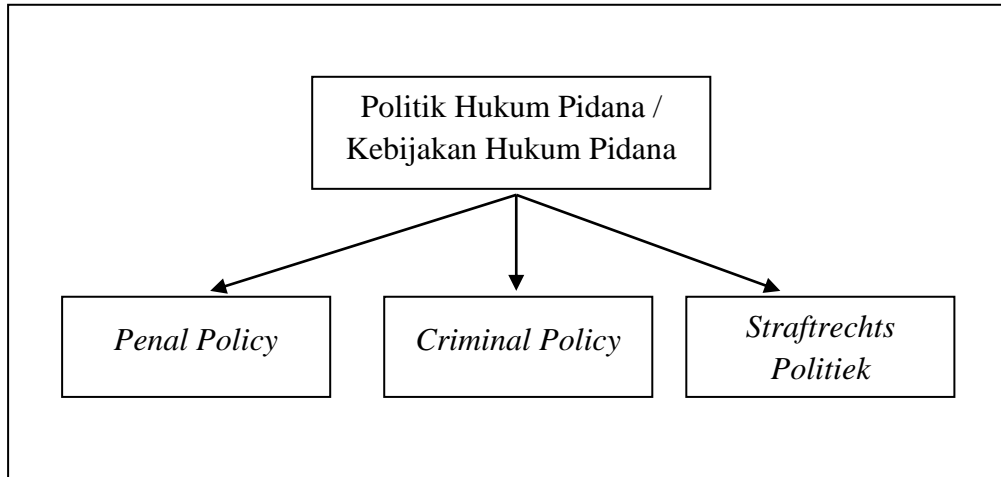 Politik Hukum Pidana /
Kebijakan Hukum Pidana
Penal Policy
Criminal Policy
Straftrechts
Politiek